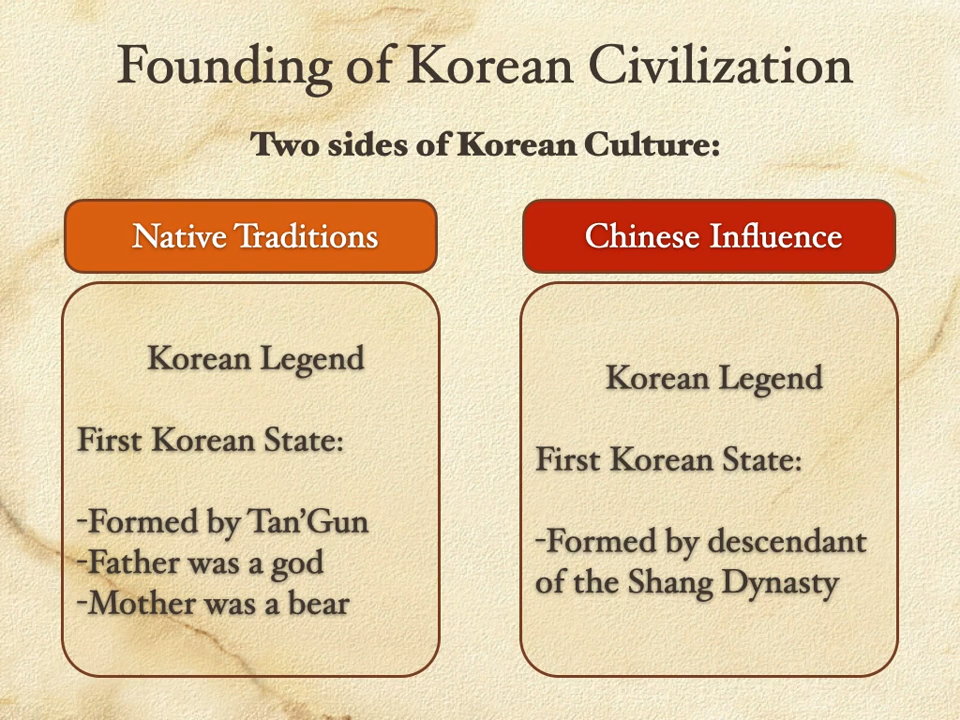 Founding of Korean Civilization
Two sides of Korean Culture:
Native Traditions
Korean Legend
First Korean State:
-Formed by Tan’Gun
-Father was a god
-Mother was a bear
Chinese Influence
Korean Legend
First Korean State:
-Formed by descendant
of the Shang Dynasty